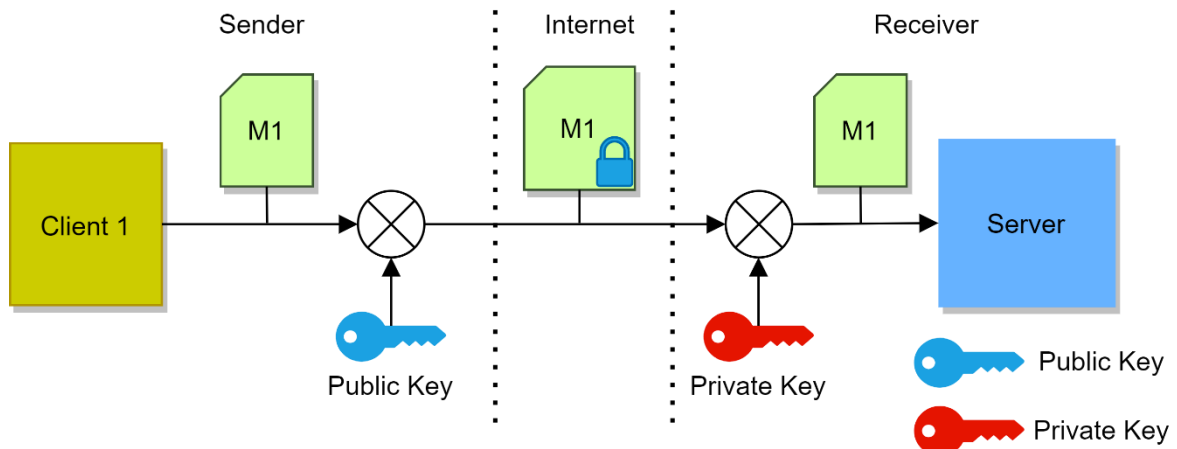 Sender
Internet
Receiver
M1
M1
M1
Client 1
Server
Public Key
Private Key
Public Key
Private Key